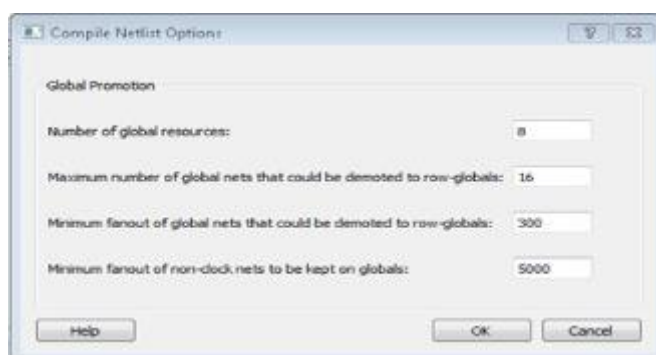 Compile Netlist Options
Global Promotion
Number of global resources: 8
Maximum number of global nets that could be demoted to row-globals: 16
Minimum fanout of global nets that could be demoted to row-globals: 300
Minimum fanout of non-clock nets to be kept on globals: 5000
Help OK Cancel